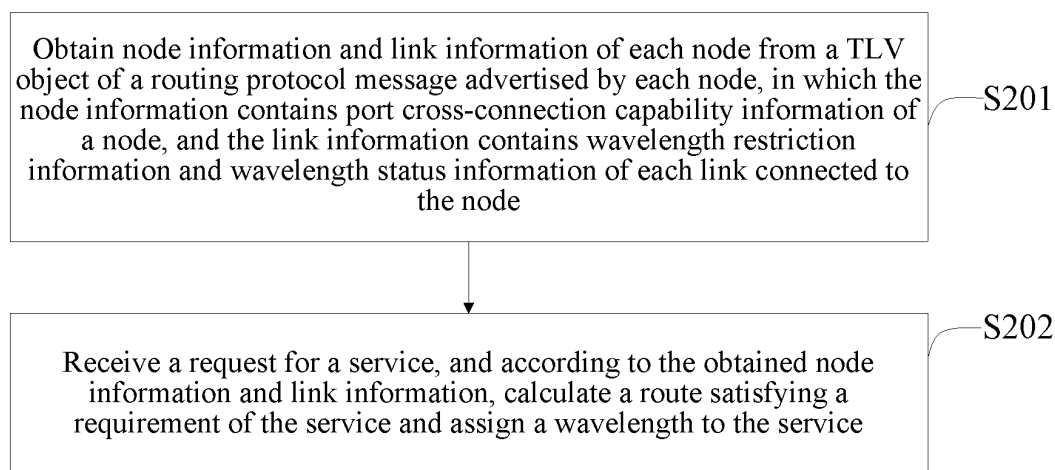 Obtain node information and link information of each node from a TLV
object of a routing protocol message advertised by each node, in which the
node information contains port cross-connection capability information of
a node, and the link information contains wavelength restriction
information and wavelength status information of each link connected to
the node
S201
S202
Receive a request for a service, and according to the obtained node
information and link information, calculate a route satisfying a
requirement of the service and assign a wavelength to the service